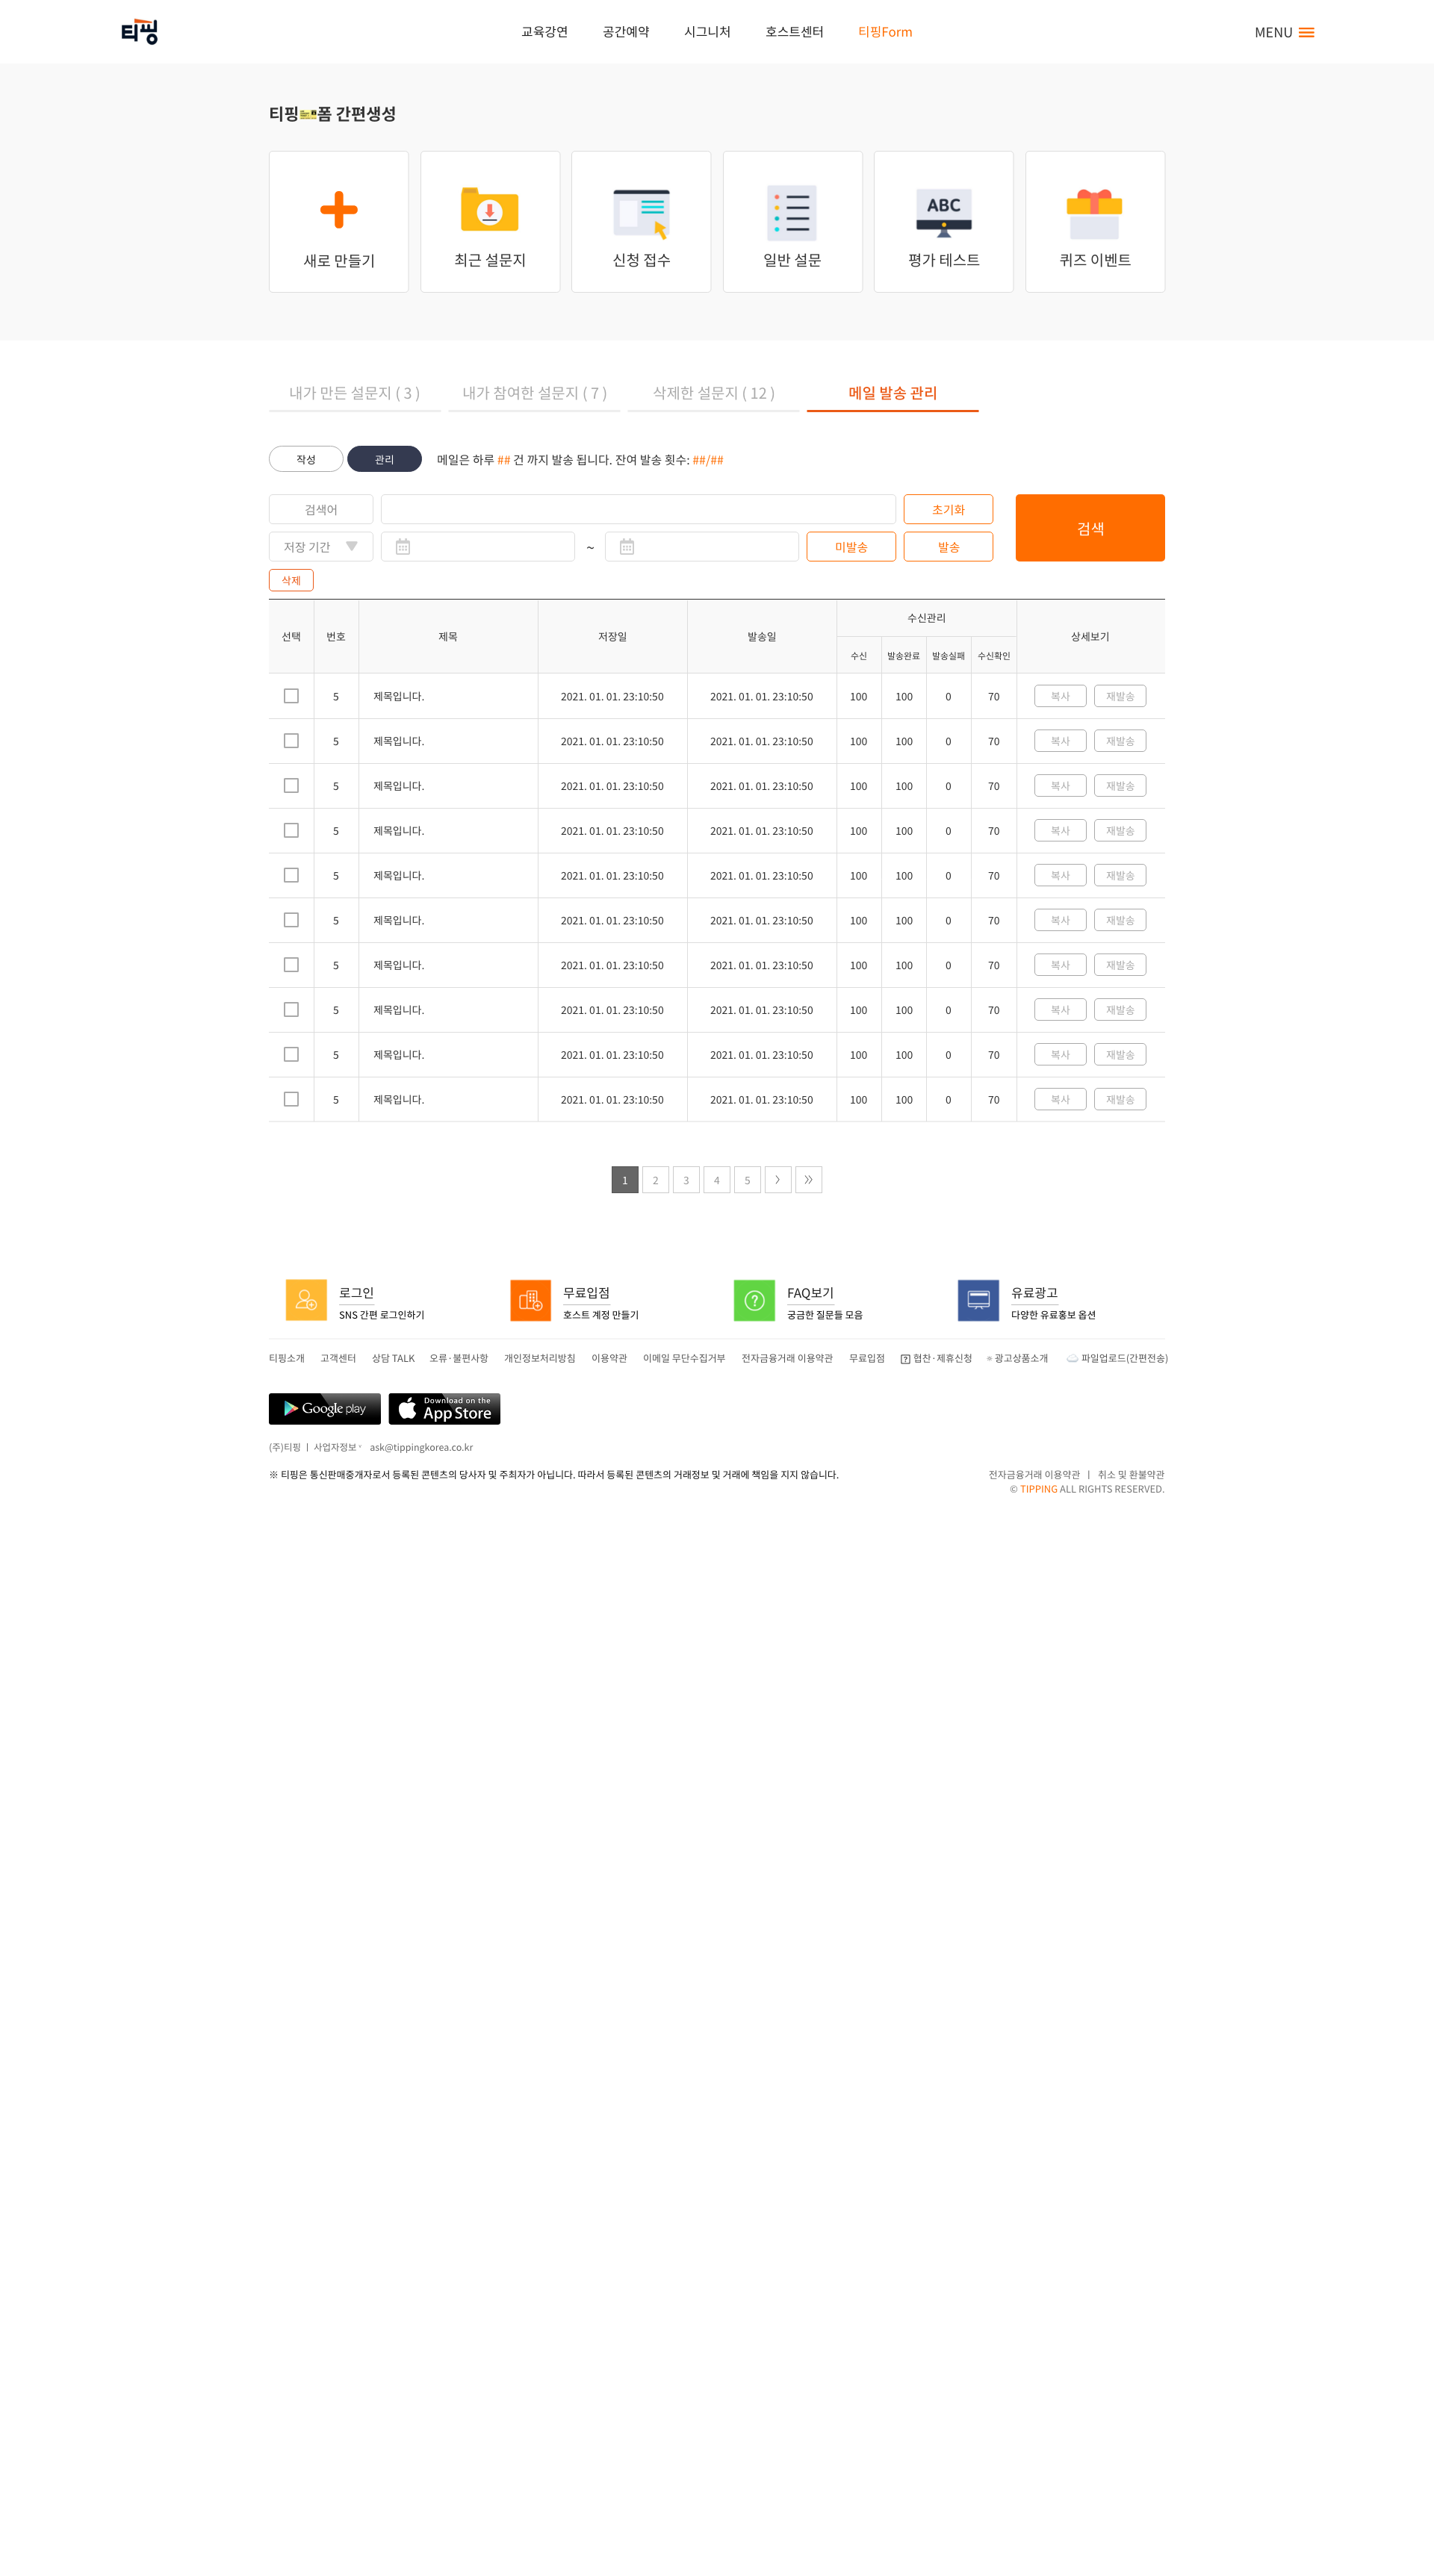 티핑
교육강연 공간예약 시그니처 호스트센터 티핑Form
MENU
티핑 폼 간편생성
새로 만들기 최근 설문지 신청 접수 일반 설문 ABC 평가 테스트 퀴즈 이벤트
내가 만든 설문지 ( 3 ) 내가 참여한 설문지 ( 7 ) 삭제한 설문지 ( 12 ) 메일 발송 관리
작성 관리 메일은 하루 ## 건 까지 발송 됩니다. 잔여 발송 횟수: ##/##
검색어 초기화 검색
저장 기간 ~ 미발송 발송
삭제
선택 번호 제목 저장일 발송일 수신관리 상세보기
수신 발송완료 발송실패 수신확인
5 제목입니다. 2021. 01. 01. 23:10:50 2021. 01. 01. 23:10:50 100 100 0 70 복사 재발송
5 제목입니다. 2021. 01. 01. 23:10:50 2021. 01. 01. 23:10:50 100 100 0 70 복사 재발송
5 제목입니다. 2021. 01. 01. 23:10:50 2021. 01. 01. 23:10:50 100 100 0 70 복사 재발송
5 제목입니다. 2021. 01. 01. 23:10:50 2021. 01. 01. 23:10:50 100 100 0 70 복사 재발송
5 제목입니다. 2021. 01. 01. 23:10:50 2021. 01. 01. 23:10:50 100 100 0 70 복사 재발송
5 제목입니다. 2021. 01. 01. 23:10:50 2021. 01. 01. 23:10:50 100 100 0 70 복사 재발송
5 제목입니다. 2021. 01. 01. 23:10:50 2021. 01. 01. 23:10:50 100 100 0 70 복사 재발송
5 제목입니다. 2021. 01. 01. 23:10:50 2021. 01. 01. 23:10:50 100 100 0 70 복사 재발송
5 제목입니다. 2021. 01. 01. 23:10:50 2021. 01. 01. 23:10:50 100 100 0 70 복사 재발송
5 제목입니다. 2021. 01. 01. 23:10:50 2021. 01. 01. 23:10:50 100 100 0 70 복사 재발송
1 2 3 4 5 〉 》
로그인 무료입점 FAQ보기 유료광고
SNS 간편 로그인하기 호스트 계정 만들기 궁금한 질문들 모음 다양한 유료홍보 옵션
티핑소개 고객센터 상담 TALK 오류·불편사항 개인정보처리방침 이용약관 이메일 무단수집거부 전자금융거래 이용약관 무료입점 협찬·제휴신청 광고상품소개 파일업로드(간편전송)
Google play Download on the App Store
(주)티핑 | 사업자정보 ask@tippingkorea.co.kr
※ 티핑은 통신판매중개자로서 등록된 콘텐츠의 당사자 및 주최자가 아닙니다. 따라서 등록된 콘텐츠의 거래정보 및 거래에 책임을 지지 않습니다. 전자금융거래 이용약관 | 취소 및 환불약관
© TIPPING ALL RIGHTS RESERVED.